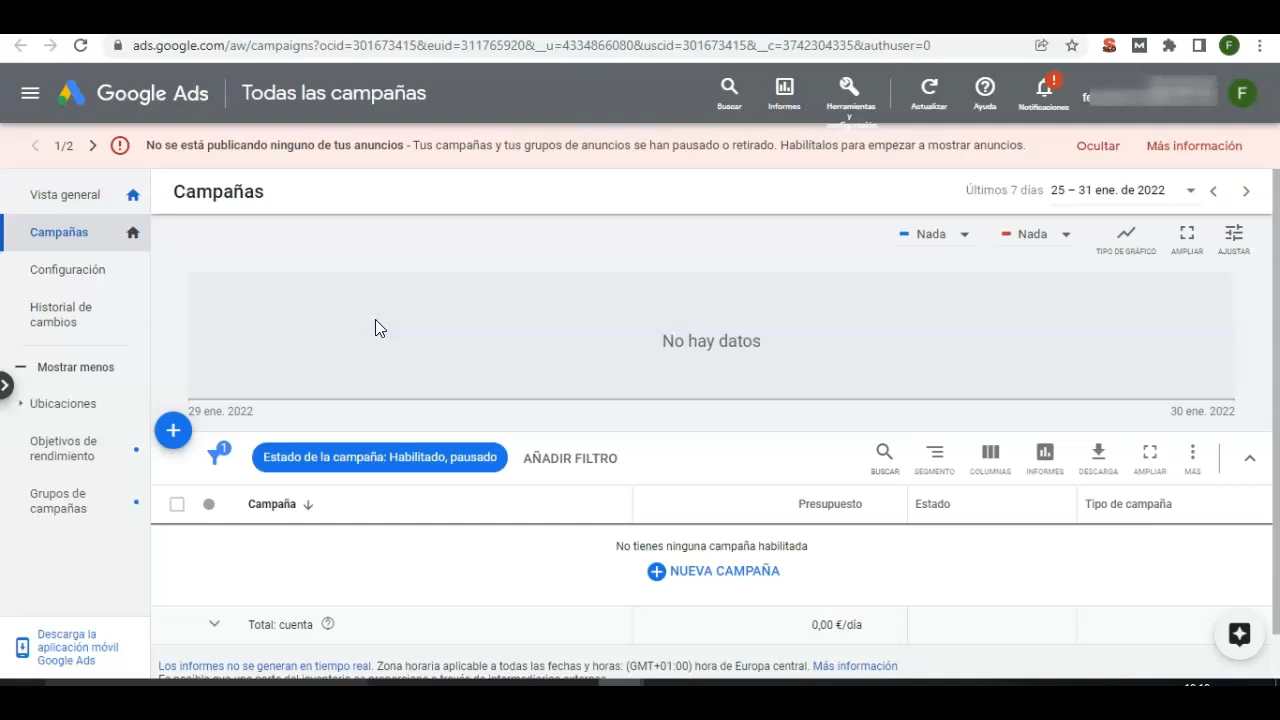 ads.google.com/aw/campaigns?ocid=301673415&euid=311765920&__u=4334866080&uscid=301673415&__c=3742304335&authuser=0
S M F
Google Ads Todas las campañas
Buscar Informes Herramientas y configuración Actualizar Ayuda Notificaciones ! fe F
1/2 No se está publicando ninguno de tus anuncios - Tus campañas y tus grupos de anuncios se han pausado o retirado. Habilítalos para empezar a mostrar anuncios. Ocultar Más información
Vista general
Campañas
Configuración
Historial de
cambios
Mostrar menos
Ubicaciones
Objetivos de
rendimiento
Grupos de
campañas
Descarga la
aplicación móvil
Google Ads
Campañas Últimos 7 días 25 – 31 ene. de 2022
Nada Nada TIPO DE GRÁFICO AMPLIAR AJUSTAR
No hay datos
29 ene. 2022 30 ene. 2022
1 Estado de la campaña: Habilitado, pausado AÑADIR FILTRO BUSCAR SEGMENTO COLUMNAS INFORMES DESCARGA AMPLIAR MÁS
Campaña Presupuesto Estado Tipo de campaña
No tienes ninguna campaña habilitada
NUEVA CAMPAÑA
Total: cuenta 0,00 €/día
Los informes no se generan en tiempo real. Zona horaria aplicable a todas las fechas y horas: (GMT+01:00) hora de Europa central. Más información